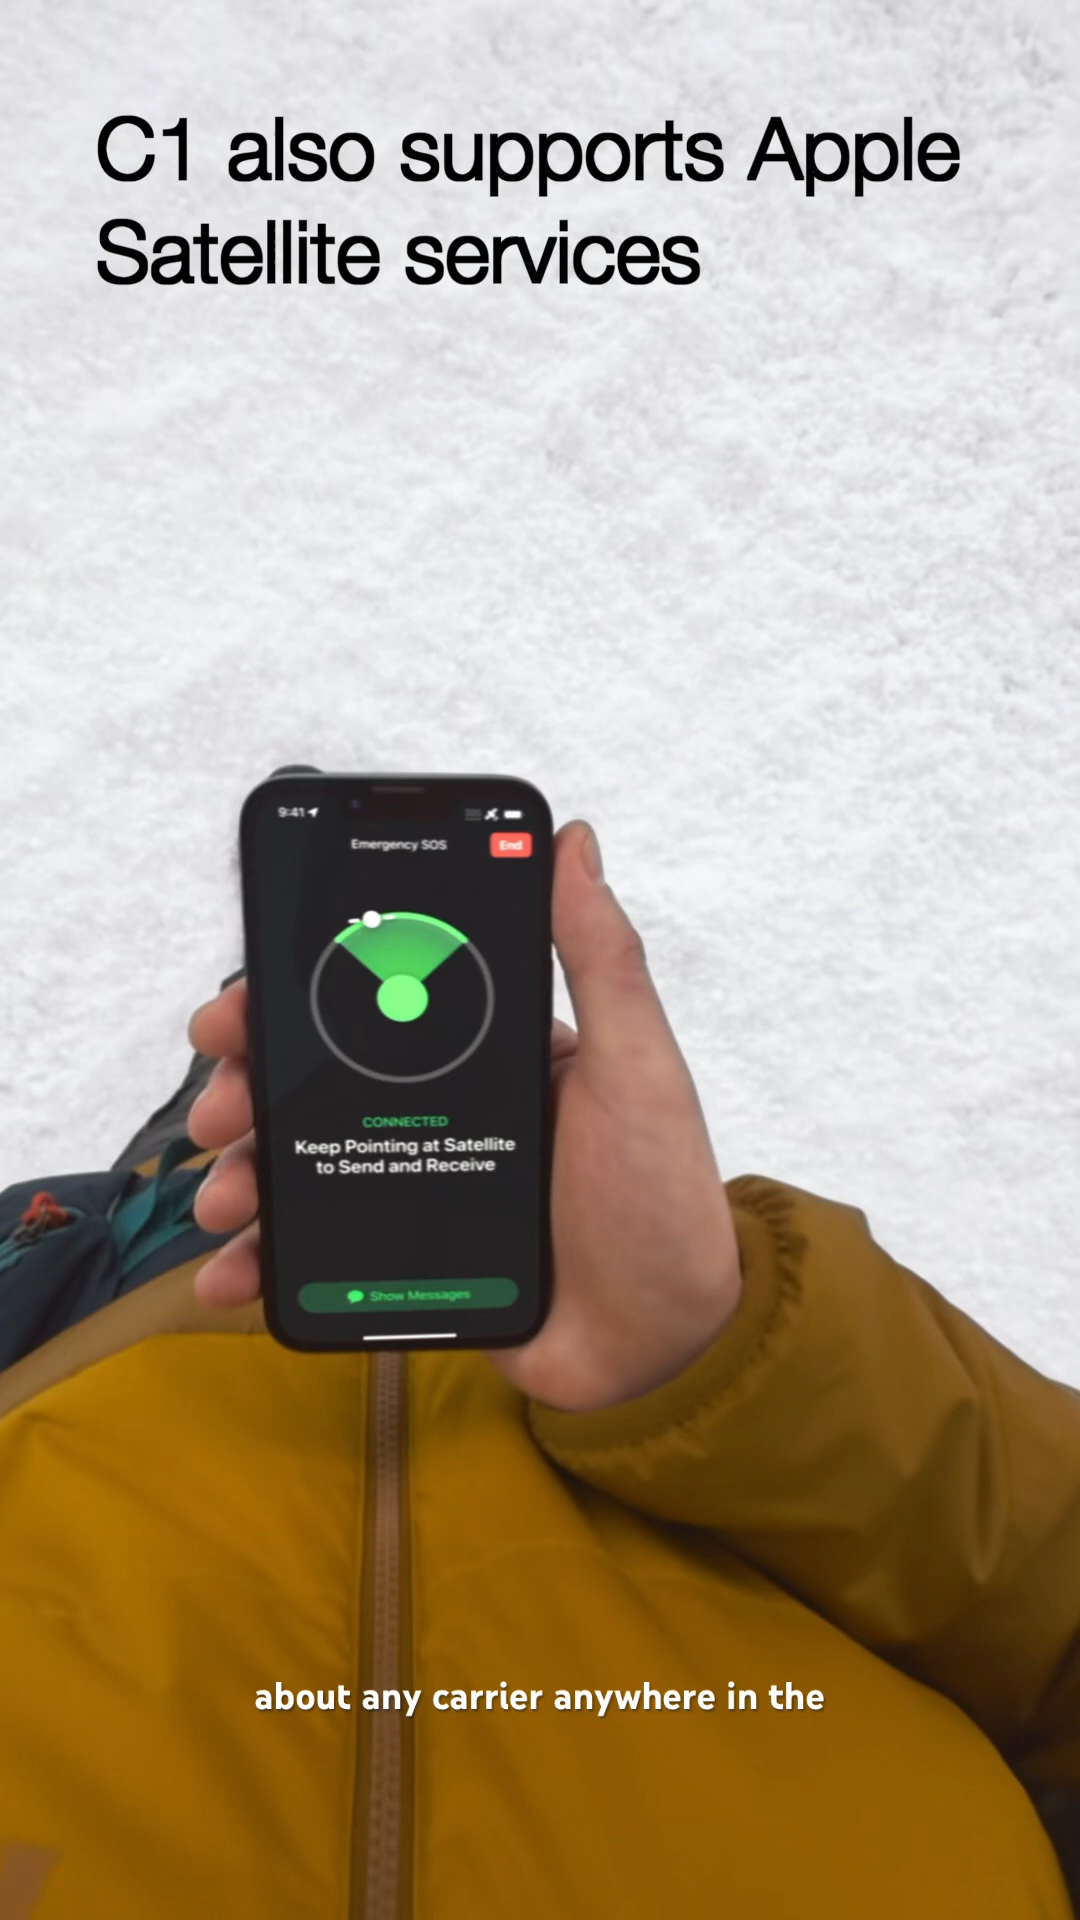 C1 also supports Apple
Satellite services
9:41
SOS
Emergency SOS
End
CONNECTED
Keep Pointing at Satellite
to Send and Receive
Show Messages
about any carrier anywhere in the